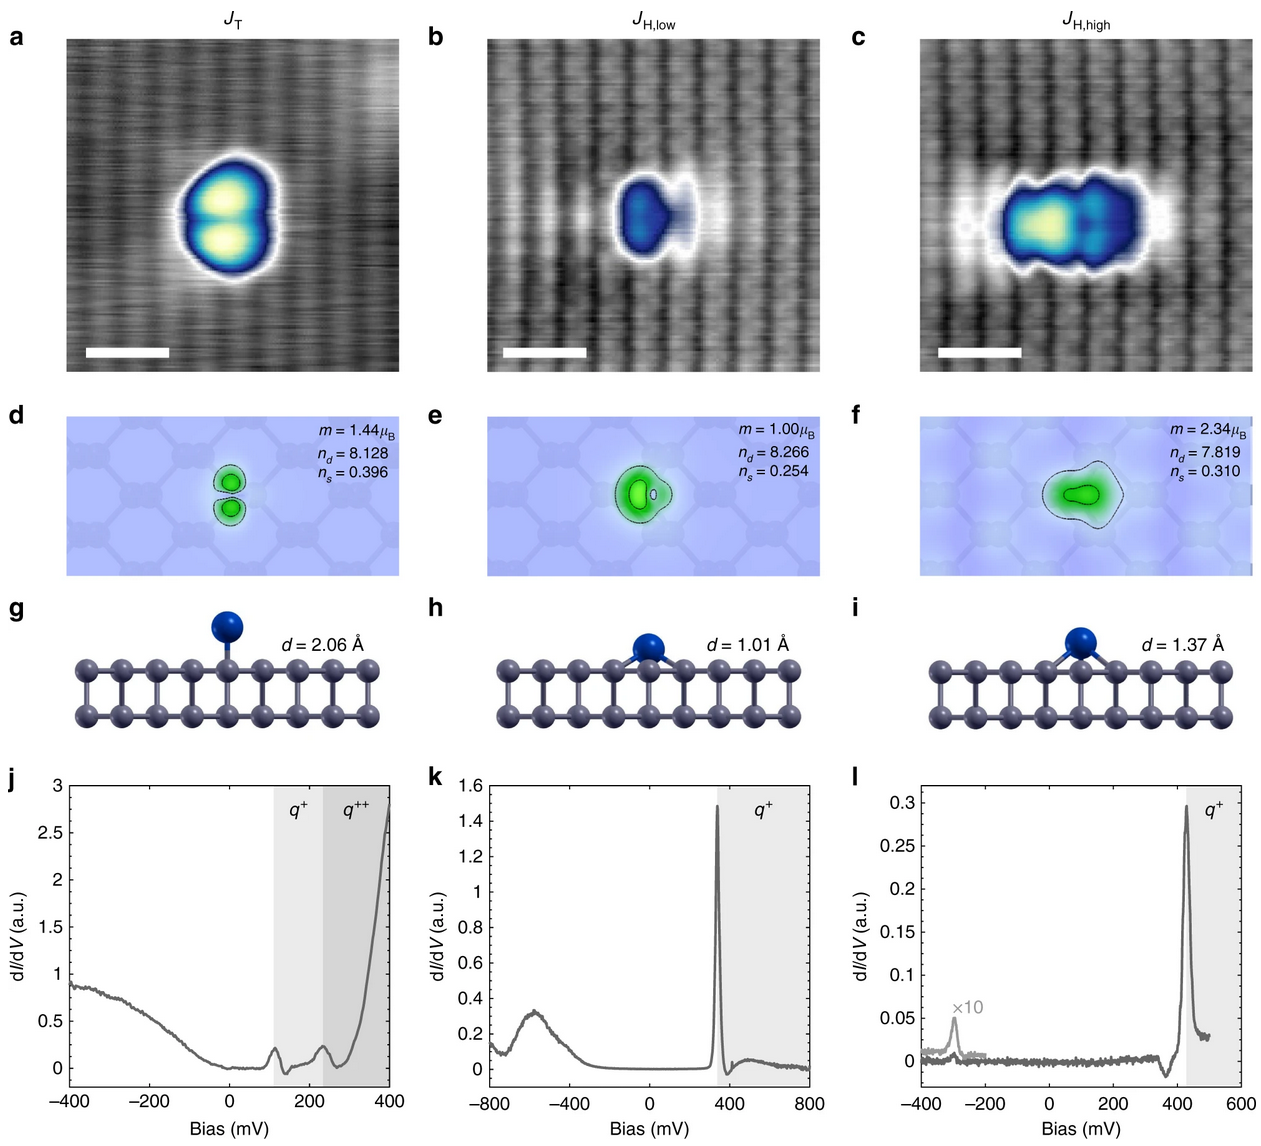 J_T
J_H,low
J_H,high
a
b
c
d
m = 1.44μ_B
n_d = 8.128
n_s = 0.396
e
m = 1.00μ_B
n_d = 8.266
n_s = 0.254
f
m = 2.34μ_B
n_d = 7.819
n_s = 0.310
g
d = 2.06 Å
h
d = 1.01 Å
i
d = 1.37 Å
j
3
2.5
2
1.5
1
0.5
0
dI/dV (a.u.)
q⁺
q⁺⁺
−400
−200
0
200
400
Bias (mV)
k
1.6
1.4
1.2
1
0.8
0.6
0.4
0.2
0
dI/dV (a.u.)
q⁺
−800
−400
0
400
800
Bias (mV)
l
0.3
0.25
0.2
0.15
0.1
0.05
0
dI/dV (a.u.)
q⁺
×10
−400
−200
0
200
400
600
Bias (mV)